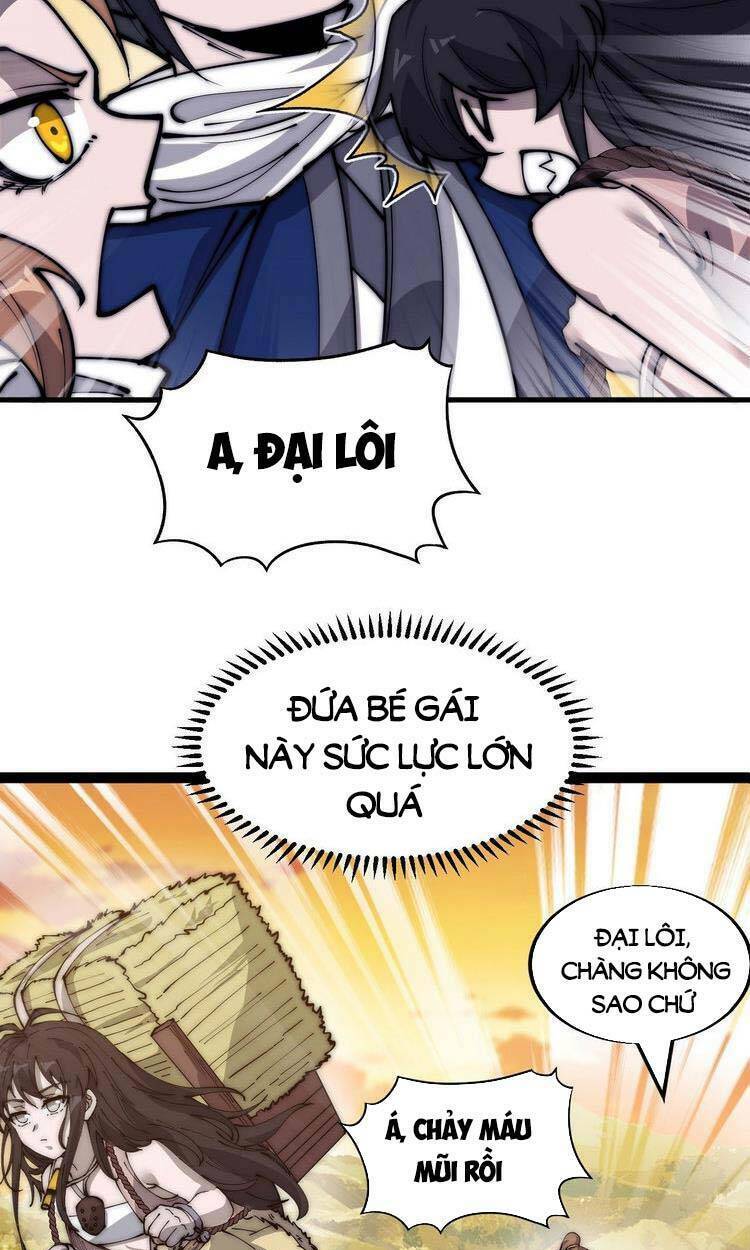 A, ĐẠI LÔI
ĐỨA BÉ GÁI
NÀY SỨC LỰC LỚN
QUÁ
ĐẠI LÔI,
CHÀNG KHÔNG
SAO CHỨ
Á, CHẢY MÁU
MŨI RỒI